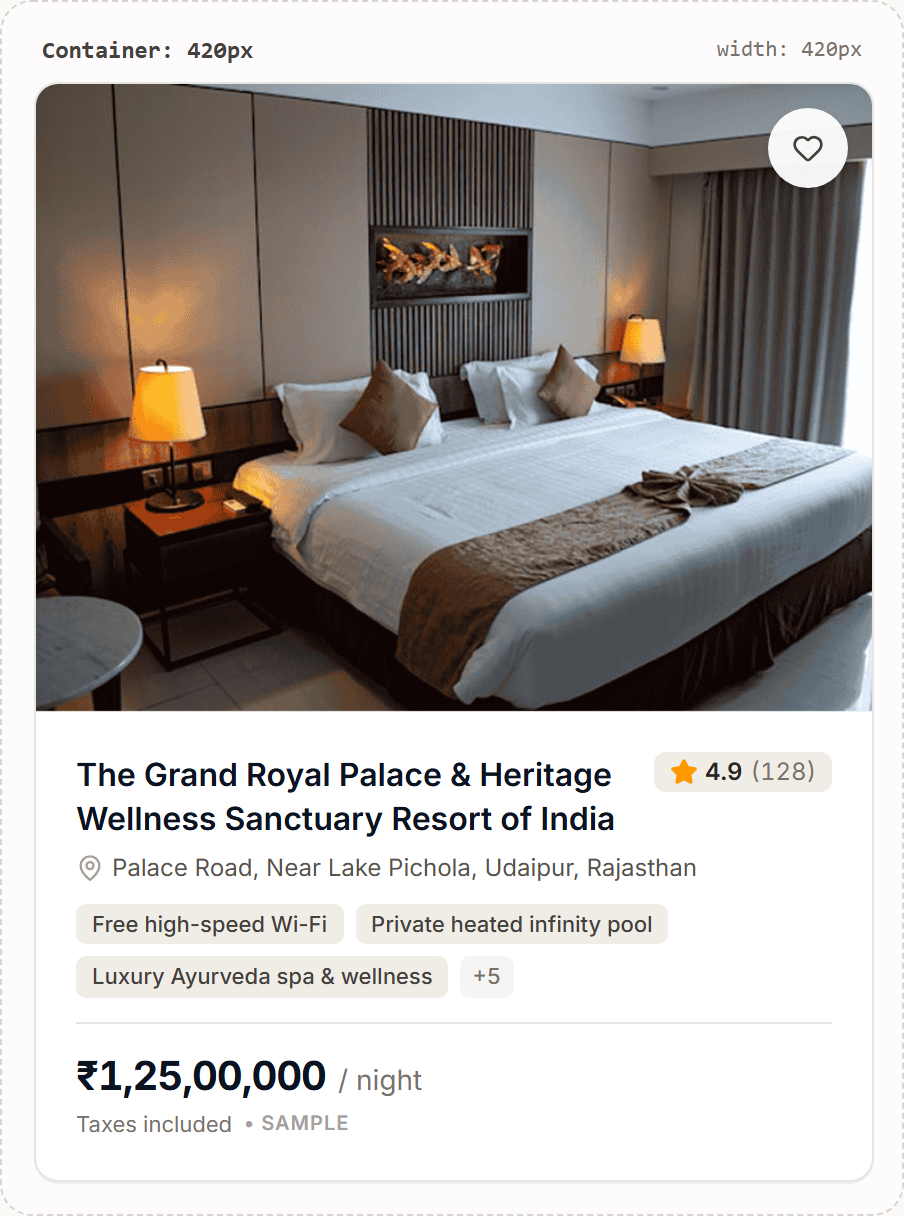 Container: 420px
width: 420px
The Grand Royal Palace & Heritage
Wellness Sanctuary Resort of India
4.9 (128)
Palace Road, Near Lake Pichola, Udaipur, Rajasthan
Free high-speed Wi-Fi
Private heated infinity pool
Luxury Ayurveda spa & wellness
+5
₹1,25,00,000 / night
Taxes included • SAMPLE